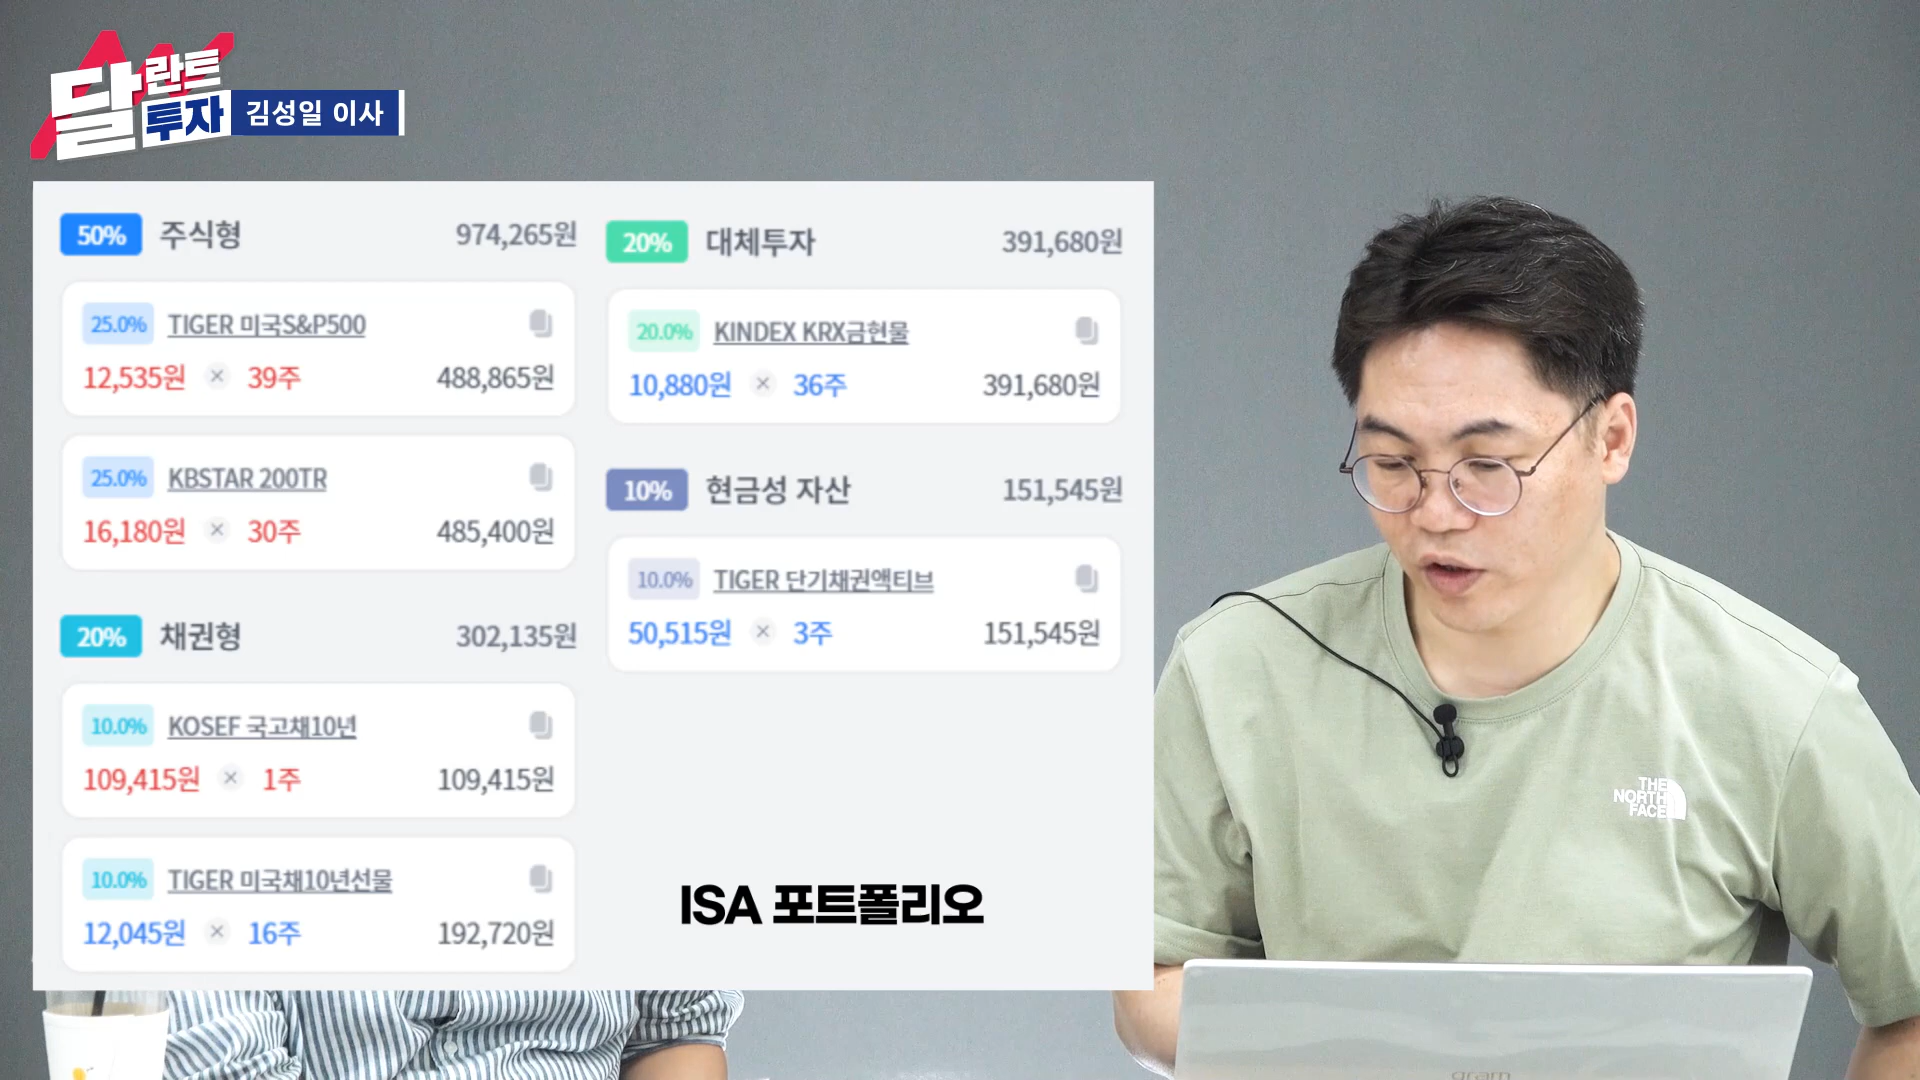 달란트
투자
김성일 이사
50% 주식형 974,265원
25.0% TIGER 미국S&P500
12,535원 × 39주 488,865원
25.0% KBSTAR 200TR
16,180원 × 30주 485,400원
20% 채권형 302,135원
10.0% KOSEF 국고채10년
109,415원 × 1주 109,415원
10.0% TIGER 미국채10년선물
12,045원 × 16주 192,720원
20% 대체투자 391,680원
20.0% KINDEX KRX금현물
10,880원 × 36주 391,680원
10% 현금성 자산 151,545원
10.0% TIGER 단기채권액티브
50,515원 × 3주 151,545원
ISA 포트폴리오
THE
NORTH
FACE
gram